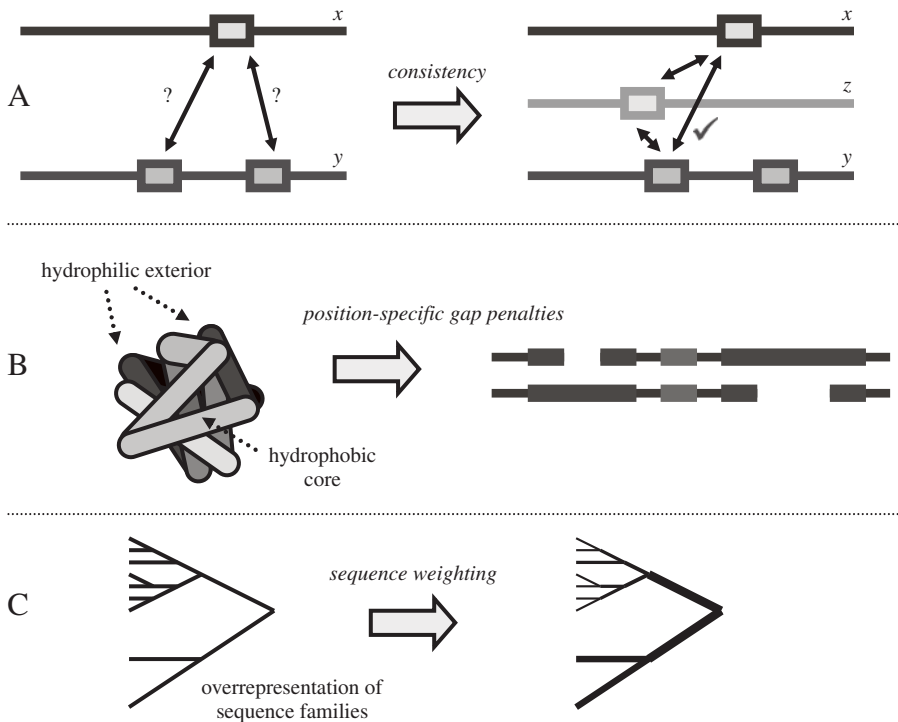 A
x
?
?
y
consistency
x
z
y
B
hydrophilic exterior
hydrophobic
core
position-specific gap penalties
C
overrepresentation of
sequence families
sequence weighting